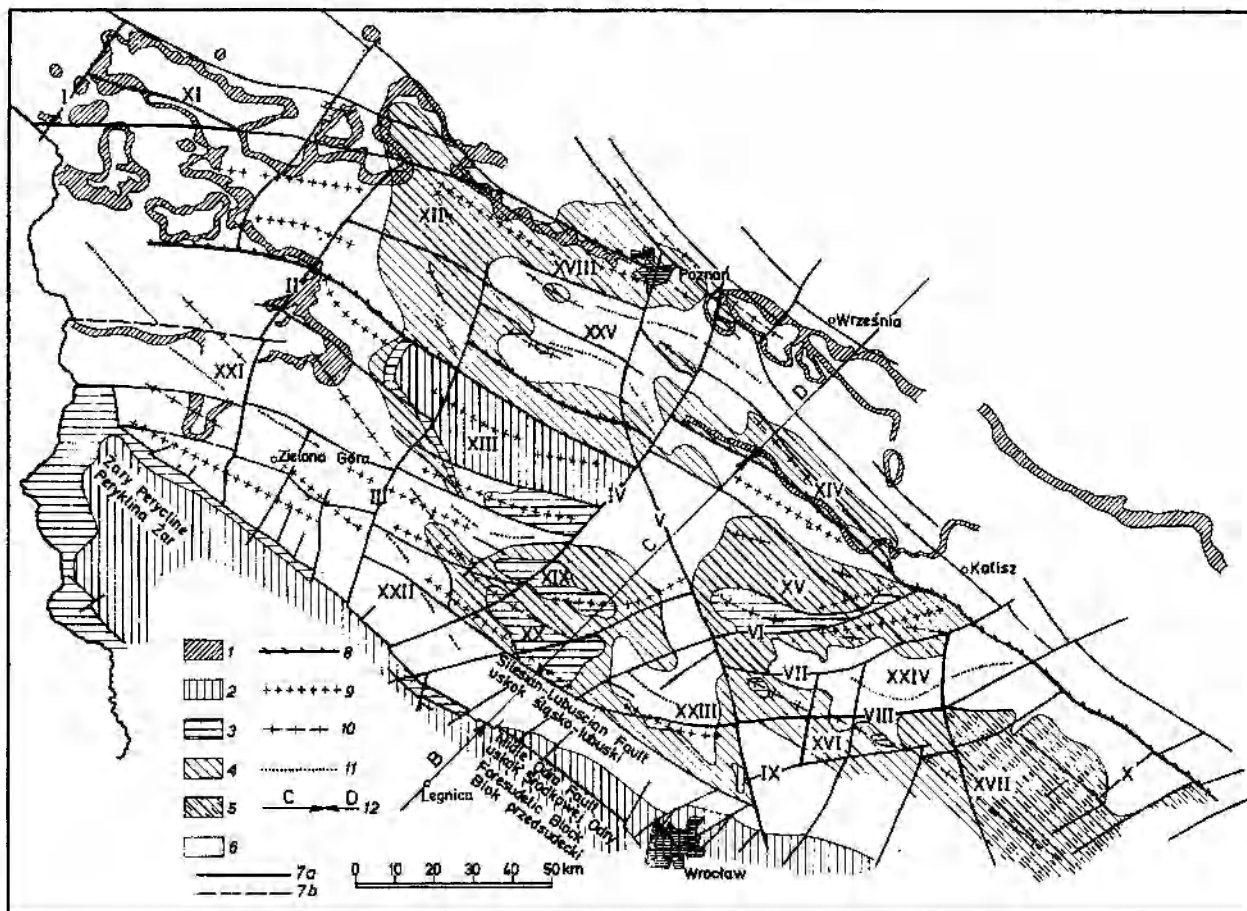 I
XI
XII
II
XVIII
Poznań
Września
XXV
XXI
D
XIII
Zielona Góra
XIV
III
IV
Żary Perycline
Peryklina Żar
V
C
Kalisz
XIX
XV
XXII
XX
VI
VII
XXIV
Silesian-Lubuscian Fault
uskok śląsko-lubuski
XXIII
VIII
XVI
IX
XVII
X
B
Legnica
Middle Odra Fault
uskok środkowej Odry
Foresudetic Block
Blok przedsudecki
Wrocław
1
2
3
4
5
6
7a
7b
8
9
10
11
C D 12
0 10 20 30 40 50 km